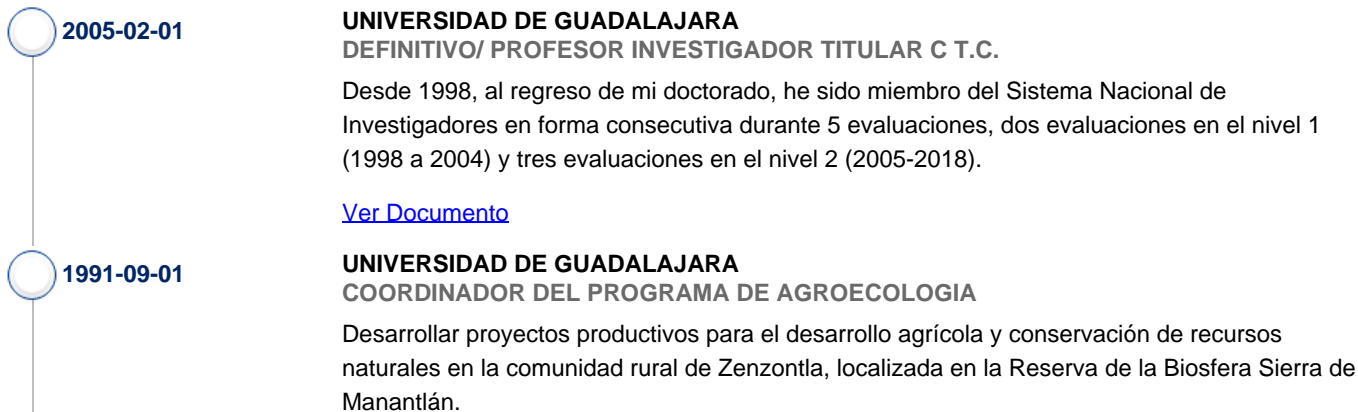 2005-02-01
UNIVERSIDAD DE GUADALAJARA
DEFINITIVO/ PROFESOR INVESTIGADOR TITULAR C T.C.
Desde 1998, al regreso de mi doctorado, he sido miembro del Sistema Nacional de
Investigadores en forma consecutiva durante 5 evaluaciones, dos evaluaciones en el nivel 1
(1998 a 2004) y tres evaluaciones en el nivel 2 (2005-2018).
Ver Documento
1991-09-01
UNIVERSIDAD DE GUADALAJARA
COORDINADOR DEL PROGRAMA DE AGROECOLOGIA
Desarrollar proyectos productivos para el desarrollo agrícola y conservación de recursos
naturales en la comunidad rural de Zenzontla, localizada en la Reserva de la Biosfera Sierra de
Manantlán.